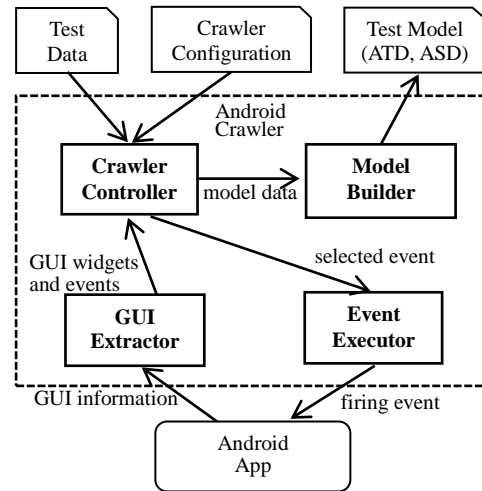 Test
Data
Crawler
Configuration
Test Model
(ATD, ASD)
Android
Crawler
Crawler
Controller
model data
Model
Builder
GUI widgets
and events
selected event
GUI
Extractor
Event
Executor
GUI information
firing event
Android
App